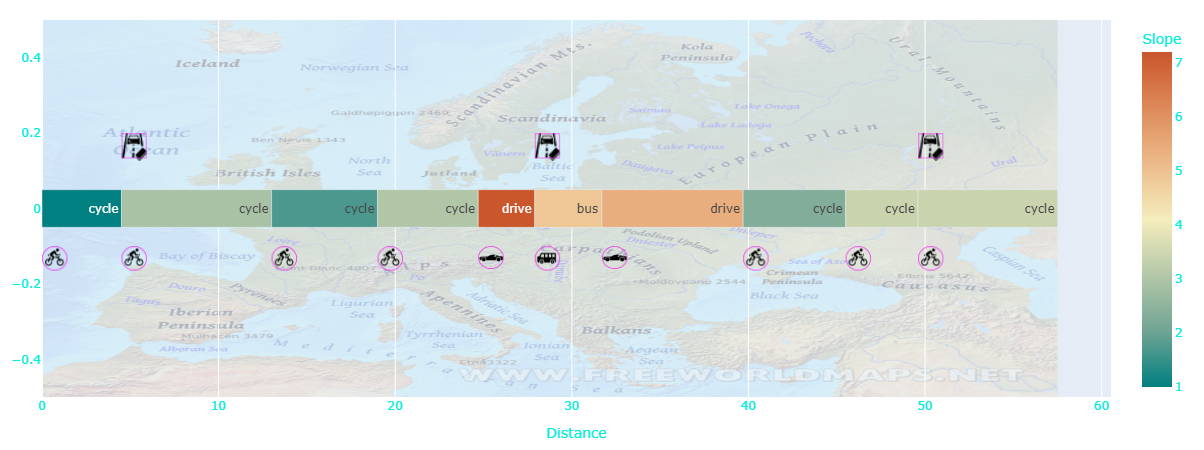 Slope
7
6
5
4
3
2
1
0.4
0.2
0
−0.2
−0.4
Iceland
Norwegian Sea
Scandinavian Mts.
Kola
Peninsula
Pechora
Ural Mountains
Galdhøpiggen 2469
Scandinavia
Saimaa
Lake Onega
Lake Ladoga
Lake Peipus
European Plain
Atlantic
Ocean
Ben Nevis 1343
North
Sea
Vänern
Baltic
Sea
Daugava
Ural
British Isles
Jutland
cycle
cycle
cycle
cycle
drive
bus
drive
cycle
cycle
cycle
Loire
Bay of Biscay
Mont Blanc 4807
Po
Carpathians
Podolian Upland
Dniester
Dnieper
Sea of Azov
Crimean
Peninsula
Elbrus 5642
Caucasus
Caspian Sea
Douro
Tagus
Pyrenees
Iberian
Peninsula
Mulhacén 3479
Alboran Sea
Ligurian
Sea
Apennines
Adriatic Sea
Moldoveanu 2544
Black Sea
Balkans
Tyrrhenian
Sea
Ionian
Sea
Aegean
Sea
Etna3322
Mediterranean Sea
WWW.FREEWORLDMAPS.NET
0
10
20
30
40
50
60
Distance